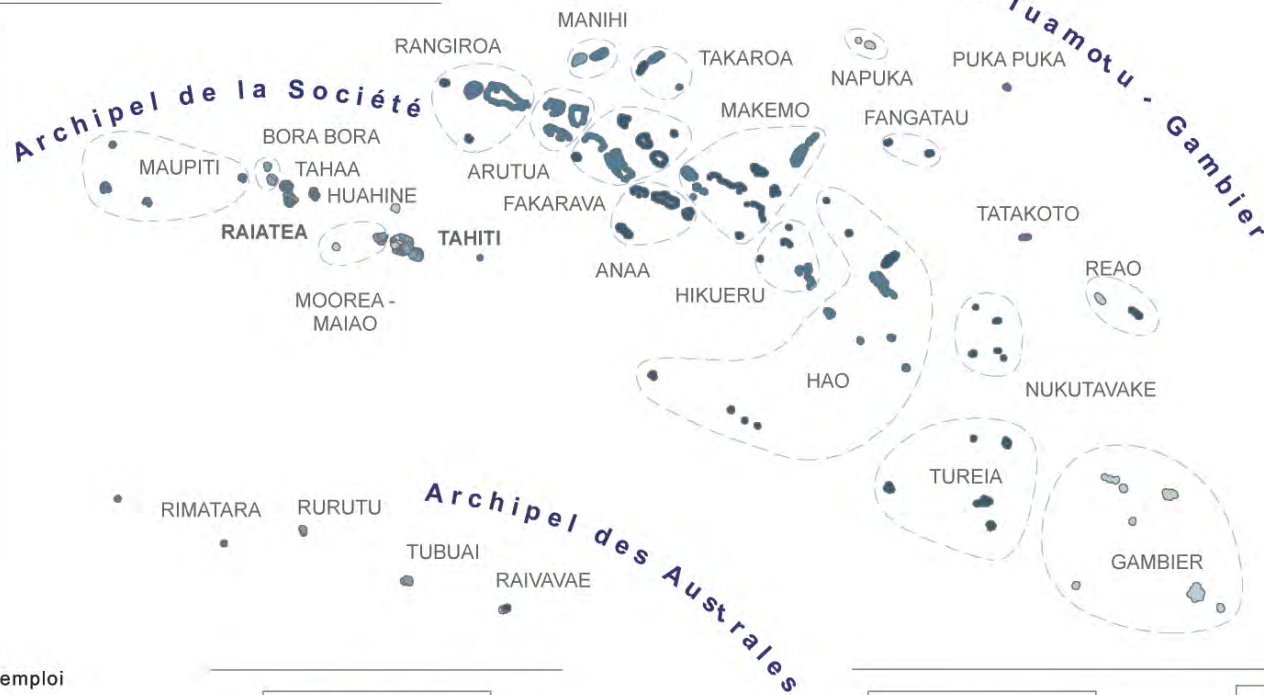 MANIHI
RANGIROA
TAKAROA
NAPUKA
PUKA PUKA
Tuamotu - Gambier
Archipel de la Société
MAKEMO
FANGATAU
BORA BORA
MAUPITI
TAHAA
ARUTUA
HUAHINE
FAKARAVA
TATAKOTO
RAIATEA
TAHITI
ANAA
REAO
HIKUERU
MOOREA -
MAIAO
HAO
NUKUTAVAKE
TUREIA
Archipel des Australes
RIMATARA
RURUTU
TUBUAI
RAIVAVAE
GAMBIER
emploi